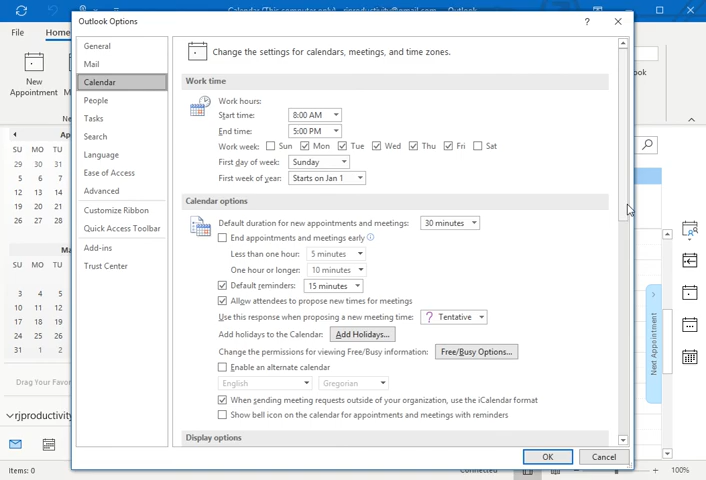 Calendar (This computer only) - rjproductivity@gmail.com - Outlook
Outlook Options
?
File
Home
New
Appointment
Ne
Ap
SU MO TU
29 30 31
5 6 7
12 13 14
19 20 21
26 27 28
Ma
SU MO TU
3 4 5
10 11 12
17 18 19
24 25 26
31 1 2
Drag Your Favor
rjproductivity
Items: 0
General
Mail
Calendar
People
Tasks
Search
Language
Ease of Access
Advanced
Customize Ribbon
Quick Access Toolbar
Add-ins
Trust Center
Change the settings for calendars, meetings, and time zones.
Work time
Work hours:
Start time: 8:00 AM
End time: 5:00 PM
Work week: Sun Mon Tue Wed Thu Fri Sat
First day of week: Sunday
First week of year: Starts on Jan 1
Calendar options
Default duration for new appointments and meetings: 30 minutes
End appointments and meetings early
Less than one hour: 5 minutes
One hour or longer: 10 minutes
Default reminders: 15 minutes
Allow attendees to propose new times for meetings
Use this response when proposing a new meeting time: ? Tentative
Add holidays to the Calendar: Add Holidays...
Change the permissions for viewing Free/Busy information: Free/Busy Options...
Enable an alternate calendar
English Gregorian
When sending meeting requests outside of your organization, use the iCalendar format
Show bell icon on the calendar for appointments and meetings with reminders
Display options
OK Cancel
ook
Next Appointment
Connected
100%